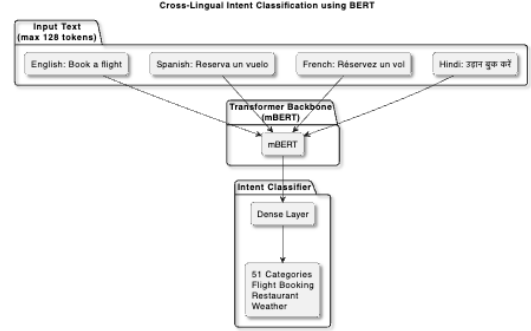 Cross-Lingual Intent Classification using BERT
Input Text
(max 128 tokens)
English: Book a flight
Spanish: Reserva un vuelo
French: Réservez un vol
Hindi: उड़ान बुक करें
Transformer Backbone
(mBERT)
mBERT
Intent Classifier
Dense Layer
51 Categories
Flight Booking
Restaurant
Weather